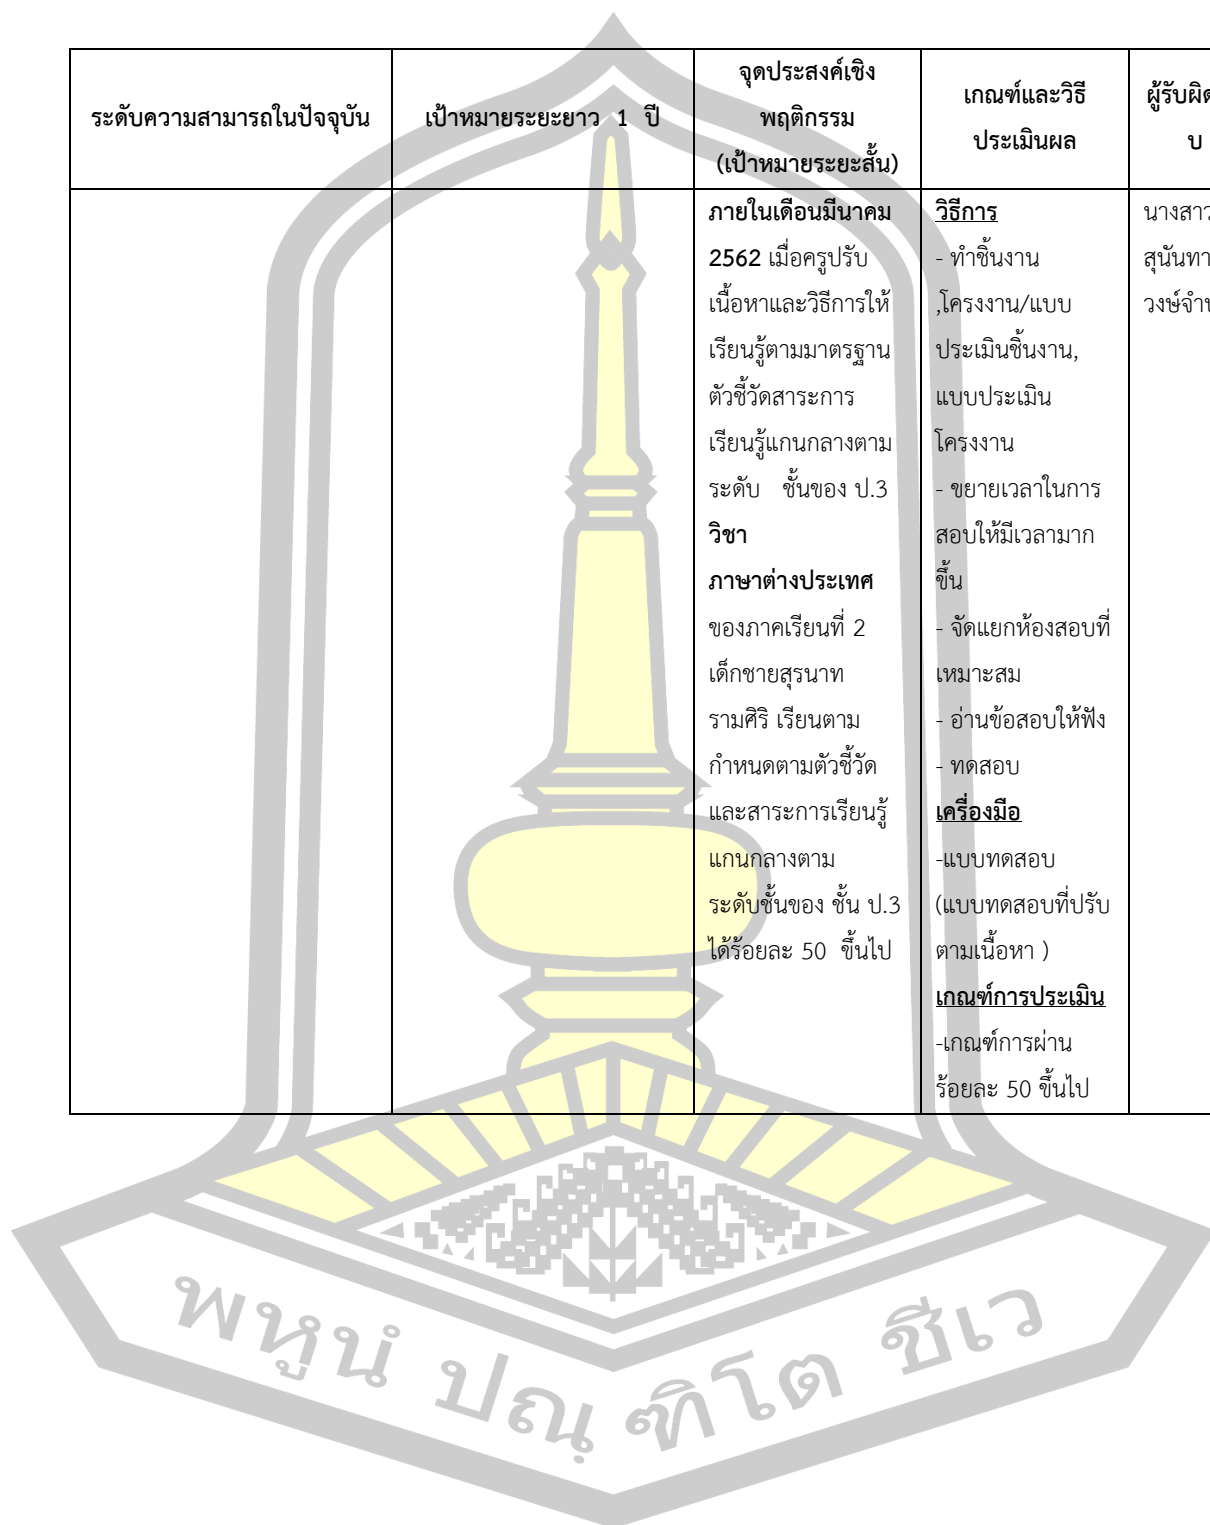 ระดับความสามารถในปัจจุบัน
เป้าหมายระยะยาว 1 ปี
จุดประสงค์เชิง
พฤติกรรม
(เป้าหมายระยะสั้น)
เกณฑ์และวิธี
ประเมินผล
ผู้รับผิด
บ
ภายในเดือนมีนาคม
2562 เมื่อครูปรับ
เนื้อหาและวิธีการให้
เรียนรู้ตามมาตรฐาน
ตัวชี้วัดสาระการ
เรียนรู้แกนกลางตาม
ระดับ ชั้นของ ป.3
วิชา
ภาษาต่างประเทศ
ของภาคเรียนที่ 2
เด็กชายสุรนาท
รามศิริ เรียนตาม
กำหนดตามตัวชี้วัด
และสาระการเรียนรู้
แกนกลางตาม
ระดับชั้นของ ชั้น ป.3
ได้ร้อยละ 50 ขึ้นไป
วิธีการ
- ทำชิ้นงาน
,โครงงาน/แบบ
ประเมินชิ้นงาน,
แบบประเมิน
โครงงาน
- ขยายเวลาในการ
สอบให้มีเวลามาก
ขึ้น
- จัดแยกห้องสอบที่
เหมาะสม
- อ่านข้อสอบให้ฟัง
- ทดสอบ
เครื่องมือ
-แบบทดสอบ
(แบบทดสอบที่ปรับ
ตามเนื้อหา )
เกณฑ์การประเมิน
-เกณฑ์การผ่าน
ร้อยละ 50 ขึ้นไป
นางสาว
สุนันทา
วงษ์จำ
พหูนํ ปณฺฑิโต ชีเว